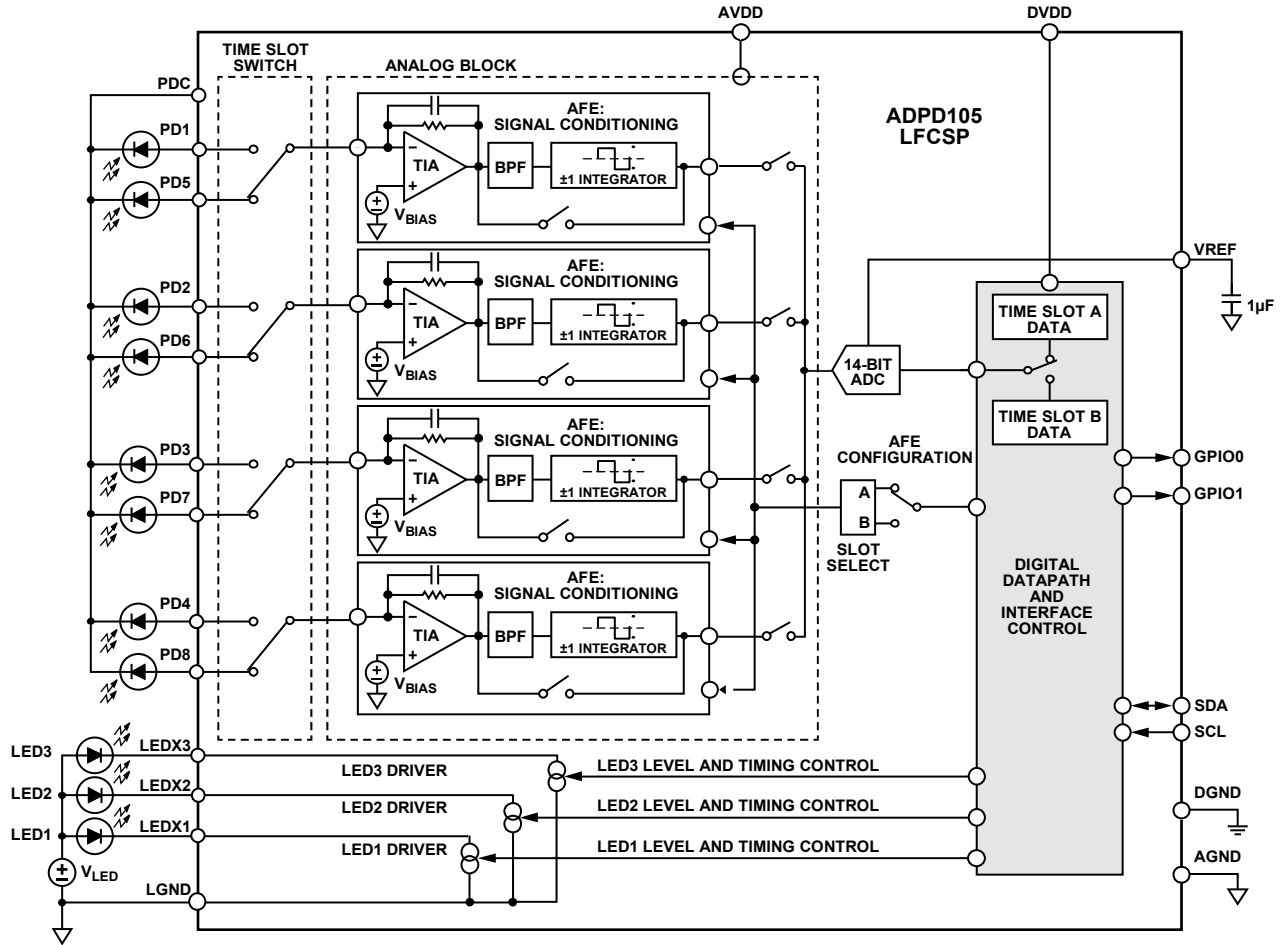 AVDD
DVDD
TIME SLOT
SWITCH
ANALOG BLOCK
PDC
ADPD105
LFCSP
PD1
PD5
AFE:
SIGNAL CONDITIONING
−
TIA
+
BPF
±1 INTEGRATOR
VBIAS
VREF
1µF
PD2
PD6
AFE:
SIGNAL CONDITIONING
−
TIA
+
BPF
±1 INTEGRATOR
VBIAS
TIME SLOT A
DATA
14-BIT
ADC
TIME SLOT B
DATA
PD3
PD7
AFE:
SIGNAL CONDITIONING
−
TIA
+
BPF
±1 INTEGRATOR
VBIAS
AFE
CONFIGURATION
A
B
SLOT
SELECT
GPIO0
GPIO1
DIGITAL
DATAPATH
AND
INTERFACE
CONTROL
PD4
PD8
AFE:
SIGNAL CONDITIONING
−
TIA
+
BPF
±1 INTEGRATOR
VBIAS
SDA
SCL
LED3
LEDX3
LED3 DRIVER
LED3 LEVEL AND TIMING CONTROL
LED2
LEDX2
LED2 DRIVER
LED2 LEVEL AND TIMING CONTROL
LED1
LEDX1
LED1 DRIVER
LED1 LEVEL AND TIMING CONTROL
VLED
LGND
DGND
AGND